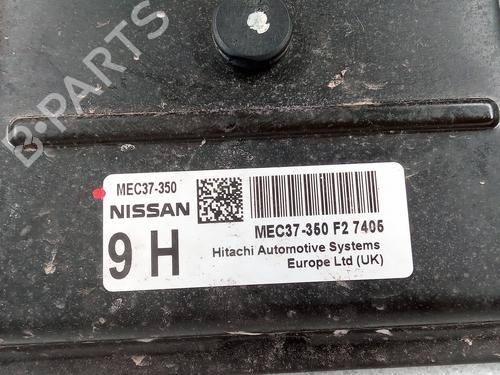 B-PARTS
MEC37-350
NISSAN
9 H
MEC37-350 F2 7405
Hitachi Automotive Systems
Europe Ltd (UK)